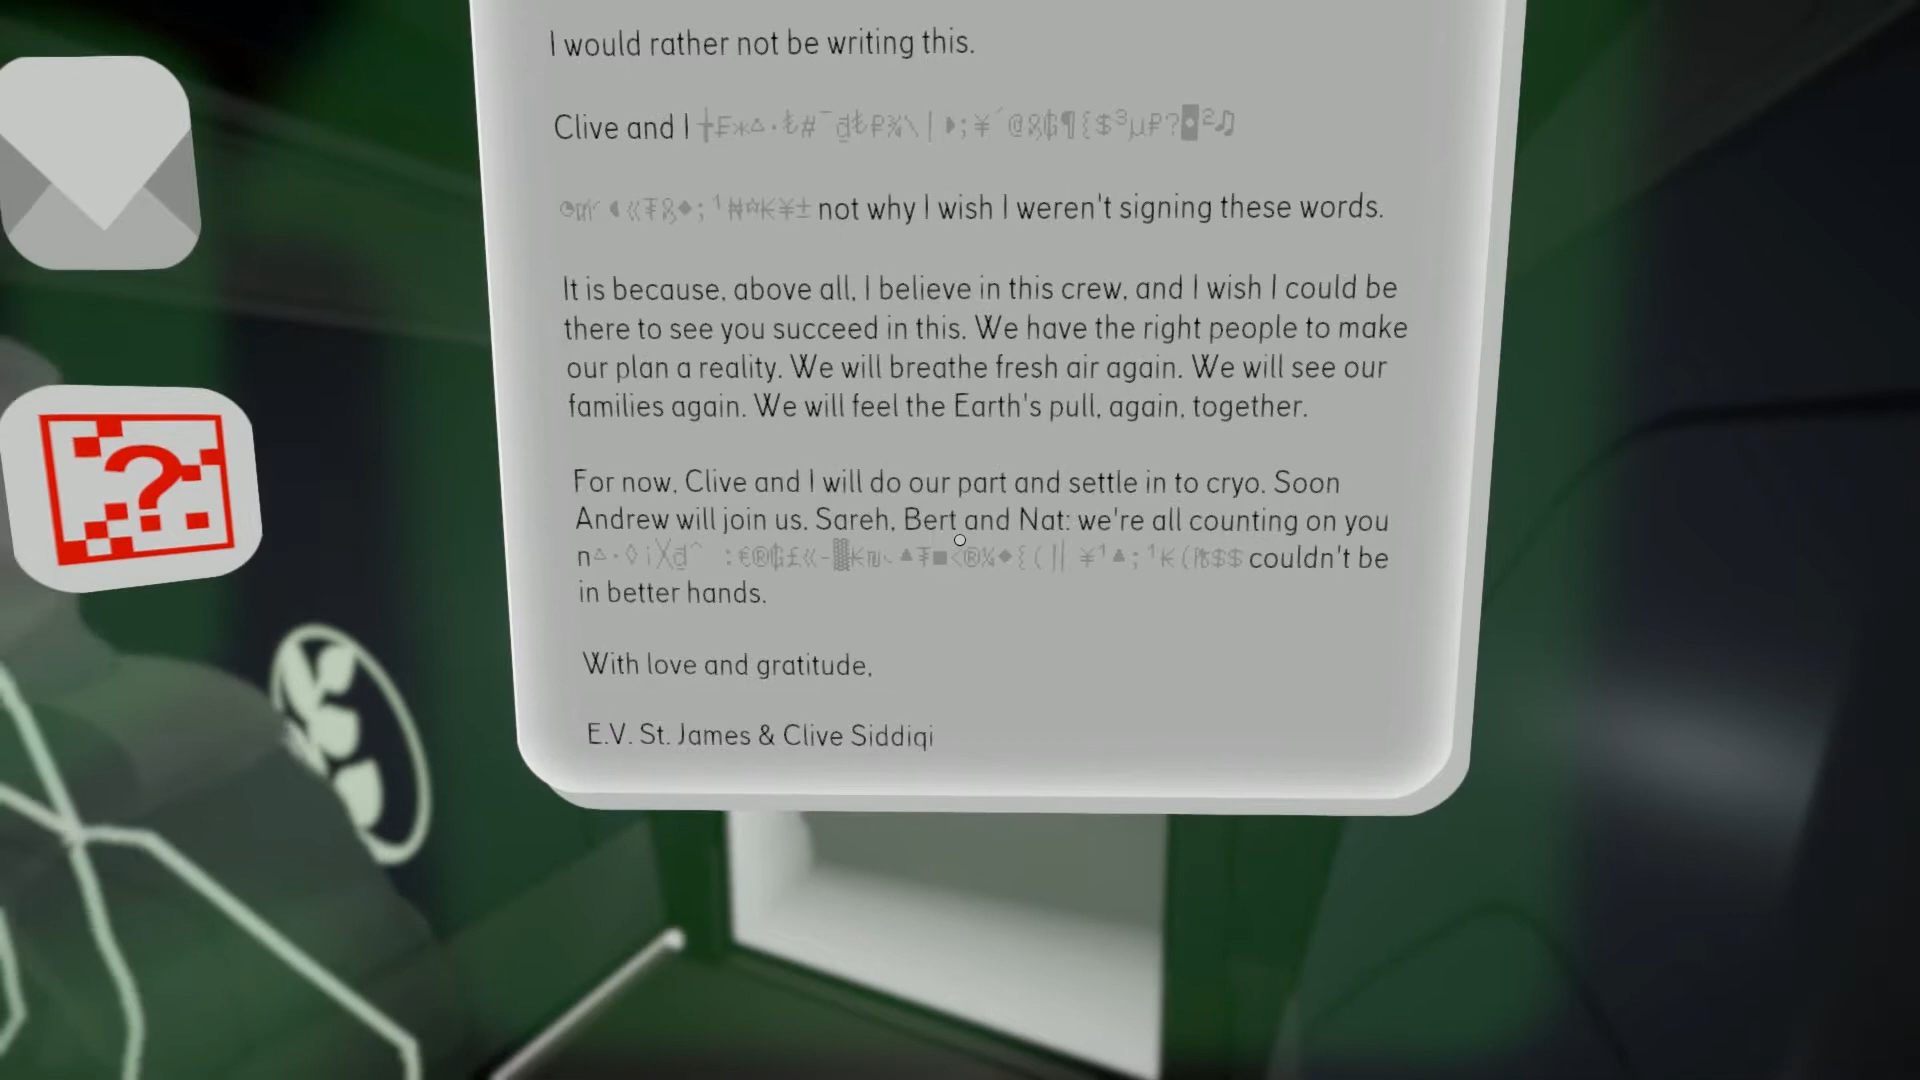 I would rather not be writing this.
Clive and I
not why I wish I weren't signing these words.
It is because, above all, I believe in this crew, and I wish I could be
there to see you succeed in this. We have the right people to make
our plan a reality. We will breathe fresh air again. We will see our
families again. We will feel the Earth's pull, again, together.
For now, Clive and I will do our part and settle in to cryo. Soon
Andrew will join us. Sareh, Bert and Nat: we're all counting on you
n couldn't be
in better hands.
With love and gratitude,
E.V. St. James & Clive Siddiqi
?